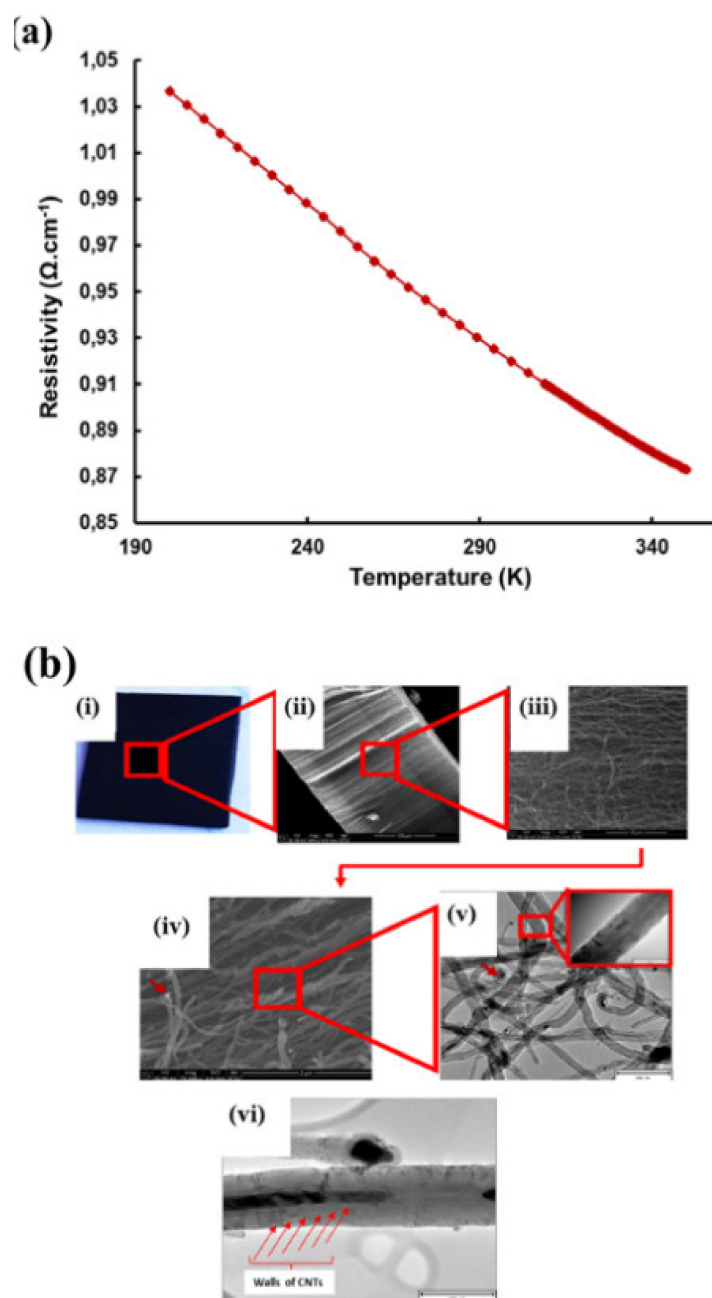 (a)
1,05
1,03
1,01
0,99
0,97
0,95
0,93
0,91
0,89
0,87
0,85
Resistivity (Ω.cm⁻¹)
190
240
290
340
Temperature (K)
(b)
(i)
(ii)
(iii)
(iv)
(v)
(vi)
Walls of CNTs